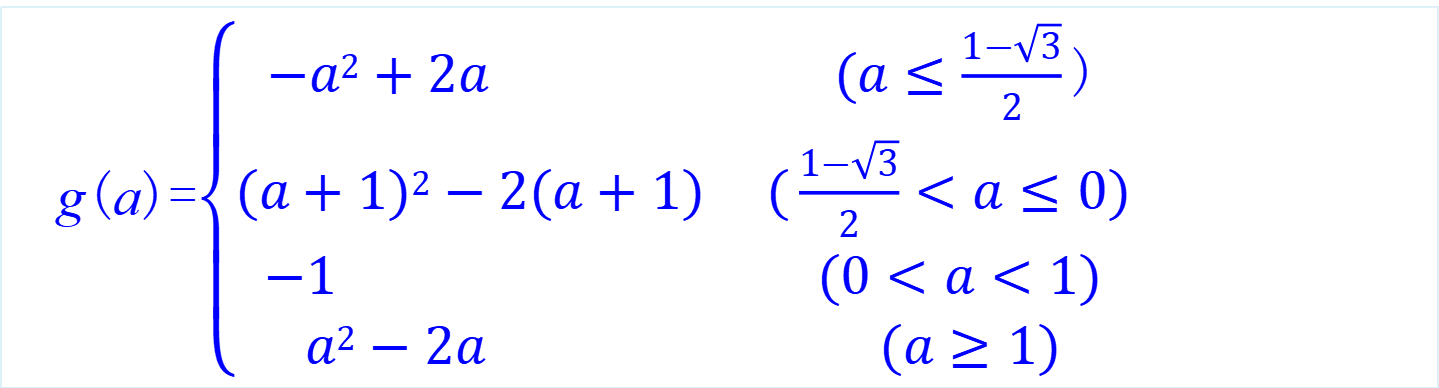 −a² + 2a (a ≤ (1−√3)/2)
g(a)={ (a + 1)² − 2(a + 1) ((1−√3)/2 < a ≤ 0)
−1 (0 < a < 1)
a² − 2a (a ≥ 1)